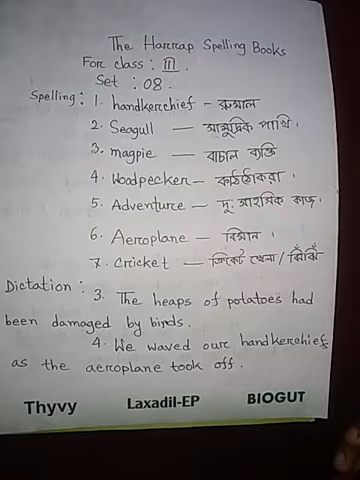 The Harrap Spelling Books
For class : III.
Set : 08.
Spelling : 1. handkerchief - রুমাল
2. Seagull — সামুদ্রিক পাখি।
3. magpie — বাচাল ব্যক্তি
4. Woodpecker - কাঠঠোকরা।
5. Adventure - দুঃসাহসিক কাজ।
6. Aeroplane - বিমান।
7. Cricket — ক্রিকেট খেলা/ঝিঁঝিঁ
Dictation : 3. The heaps of potatoes had
been damaged by birds.
4. We waved our handkerchiefs
as the aeroplane took off.
Thyvy Laxadil-EP BIOGUT